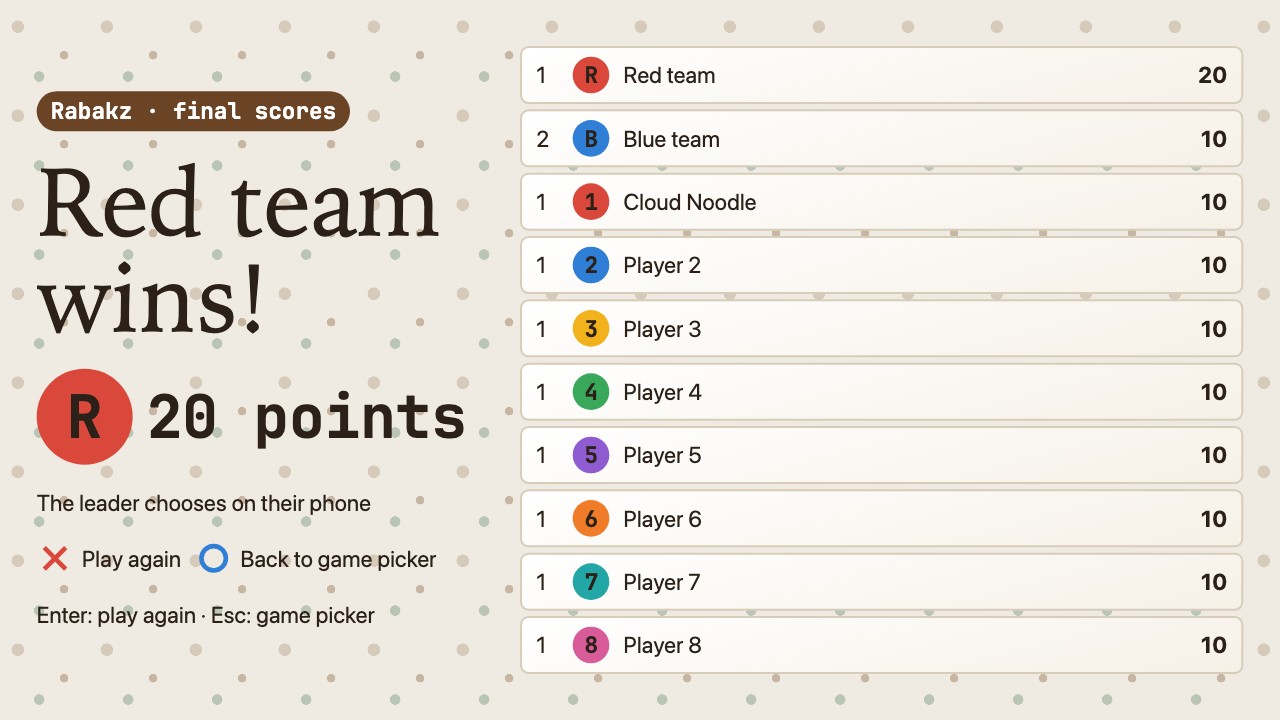 Rabakz · final scores
Red team
wins!
R 20 points
The leader chooses on their phone
Play again Back to game picker
Enter: play again · Esc: game picker
1 R Red team 20
2 B Blue team 10
1 1 Cloud Noodle 10
1 2 Player 2 10
1 3 Player 3 10
1 4 Player 4 10
1 5 Player 5 10
1 6 Player 6 10
1 7 Player 7 10
1 8 Player 8 10